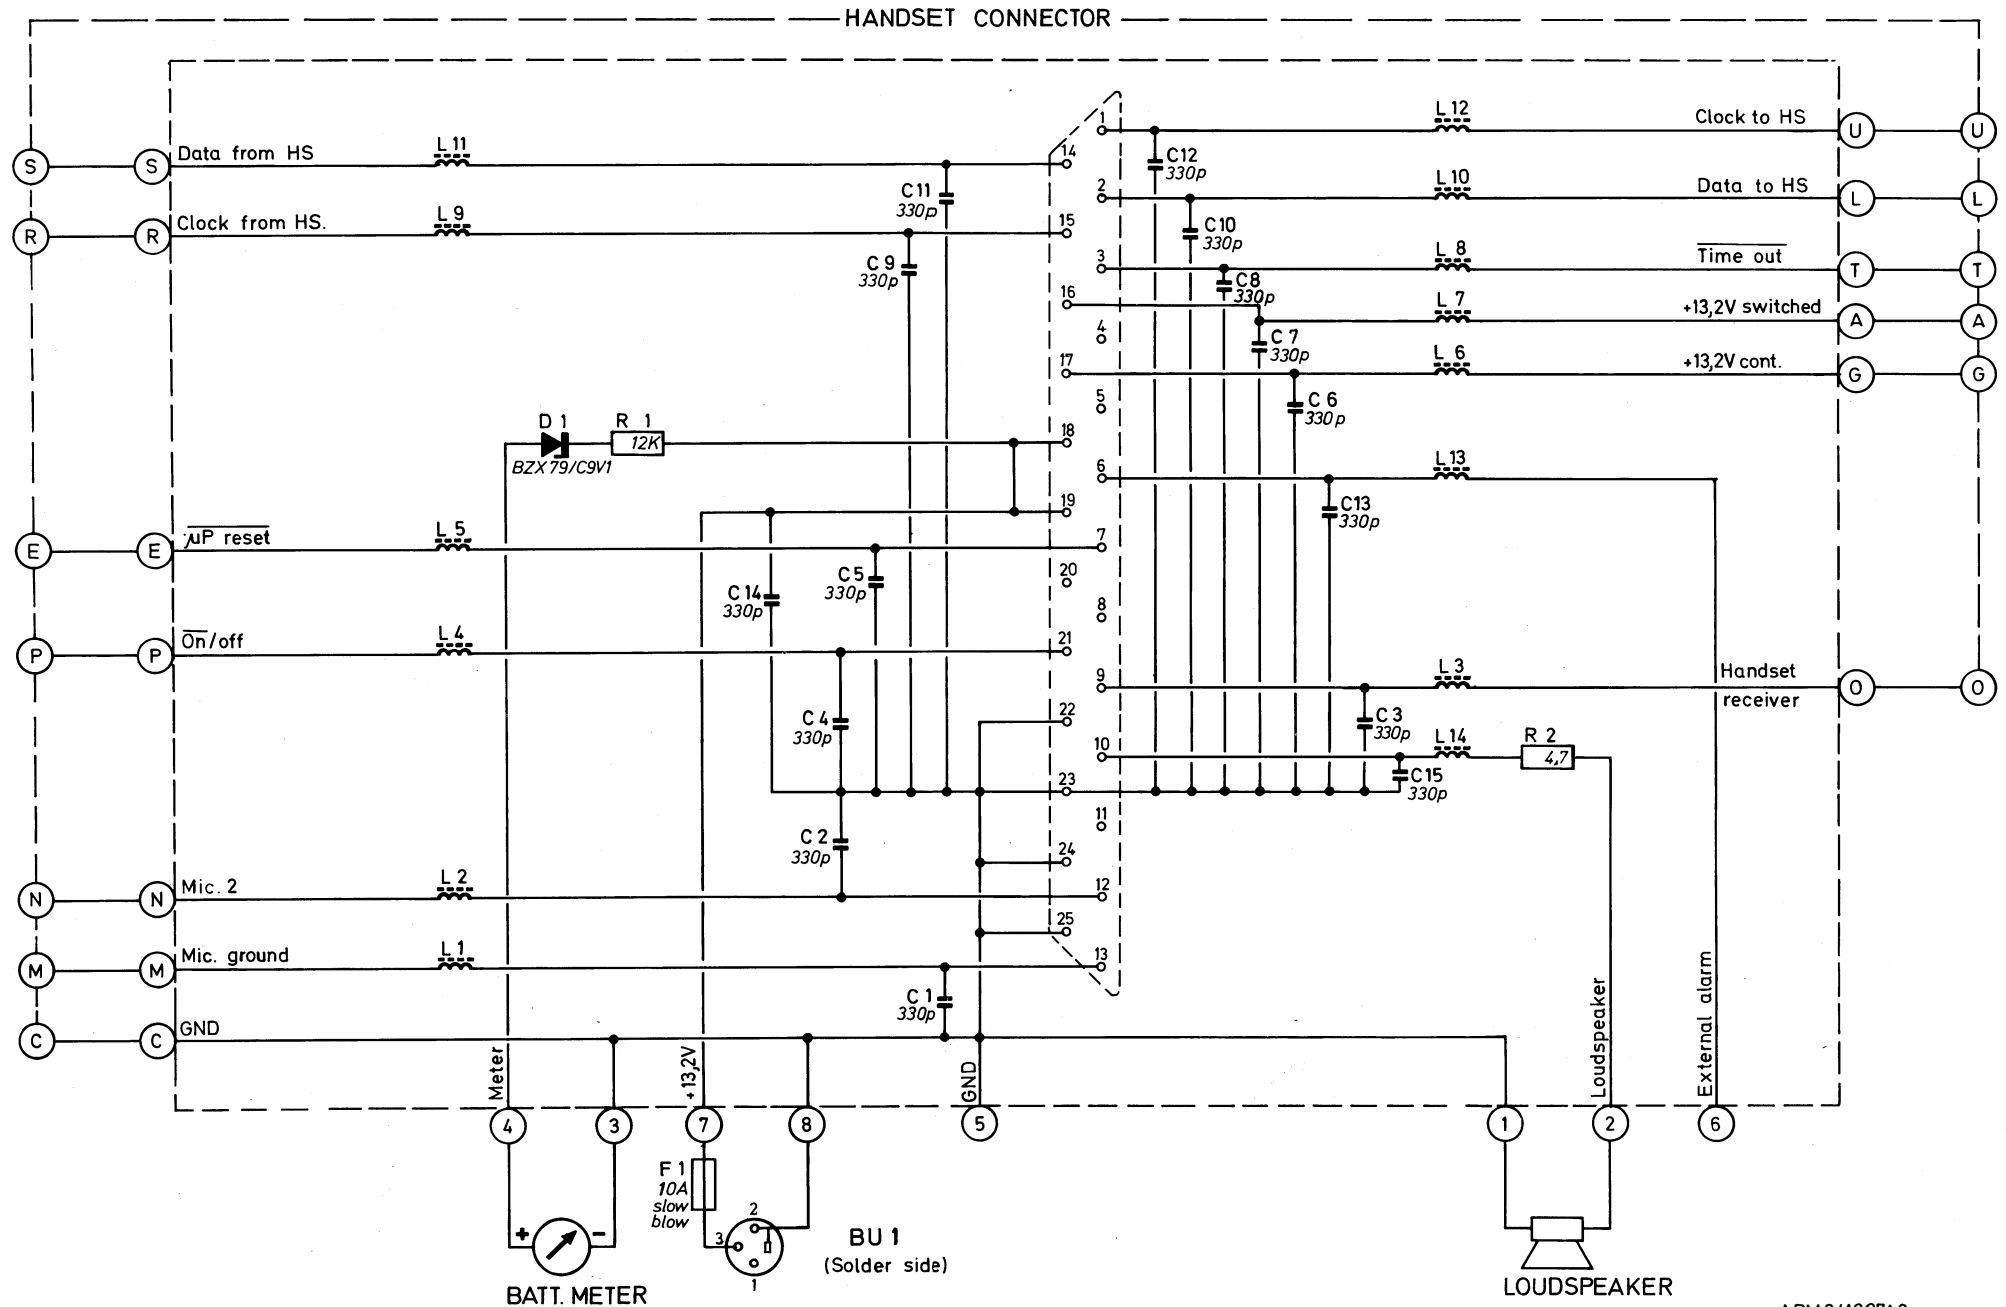 HANDSET CONNECTOR
L 12
Clock to HS
U
U
1
S
S
Data from HS
L 11
14
C12
330p
C11
330p
2
L 10
Data to HS
L
L
R
R
Clock from HS.
L 9
15
C10
330p
C 9
330p
3
L 8
Time out
T
T
C8
330p
16
L 7
+13,2V switched
A
A
4
C 7
330p
17
L 6
+13,2V cont.
G
G
5
C 6
330p
D 1
BZX 79/C9V1
R 1
12K
18
6
L 13
C13
330p
19
E
E
µP reset
L 5
7
20
C 14
330p
C 5
330p
8
P
P
On/off
L 4
21
9
L 3
Handset
receiver
O
O
C 4
330p
22
C 3
330p
10
L 14
R 2
4,7
23
C15
330p
11
C 2
330p
24
N
N
Mic. 2
L 2
12
25
M
M
Mic. ground
L 1
13
C 1
330p
C
C
GND
Meter
+13,2V
GND
Loudspeaker
External alarm
4
3
7
8
5
1
2
6
F 1
10A
slow
blow
+
−
2
3
1
BU 1
(Solder side)
BATT. METER
LOUDSPEAKER